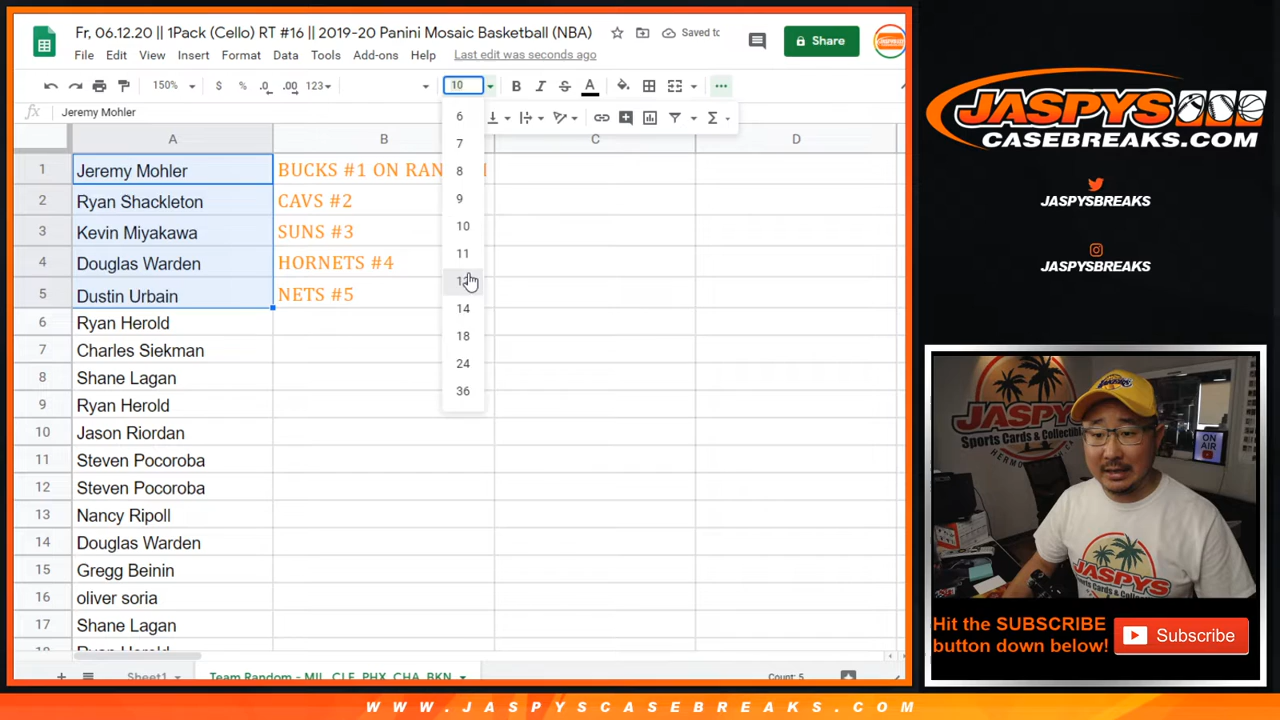 Fr, 06.12.20 || 1Pack (Cello) RT #16 || 2019-20 Panini Mosaic Basketball (NBA)
Saved to
Share
File Edit View Insert Format Data Tools Add-ons Help Last edit was seconds ago
150% $ % .0 .00 123 10 B I S A
fx Jeremy Mohler
A B C D
1 Jeremy Mohler BUCKS #1 ON
2 Ryan Shackleton CAVS #2
3 Kevin Miyakawa SUNS #3
4 Douglas Warden HORNETS #4
5 Dustin Urbain NETS #5
6 Ryan Herold
7 Charles Siekman
8 Shane Lagan
9 Ryan Herold
10 Jason Riordan
11 Steven Pocoroba
12 Steven Pocoroba
13 Nancy Ripoll
14 Douglas Warden
15 Gregg Beinin
16 oliver soria
17 Shane Lagan
6
7
8
9
10
11
14
18
24
36
Sheet1 Team Random - MIL, CLE, PHX, CHA, BKN
Count: 5
JASPYS
CASEBREAKS.COM
JASPYSBREAKS
JASPYSBREAKS
JASPYS
Sports Cards & Collectibl
HERMO
ON
AIR
JASPYS
Hit the SUBSCRIBE
button down below!
Subscribe
WWW.JASPYSCASEBREAKS.COM